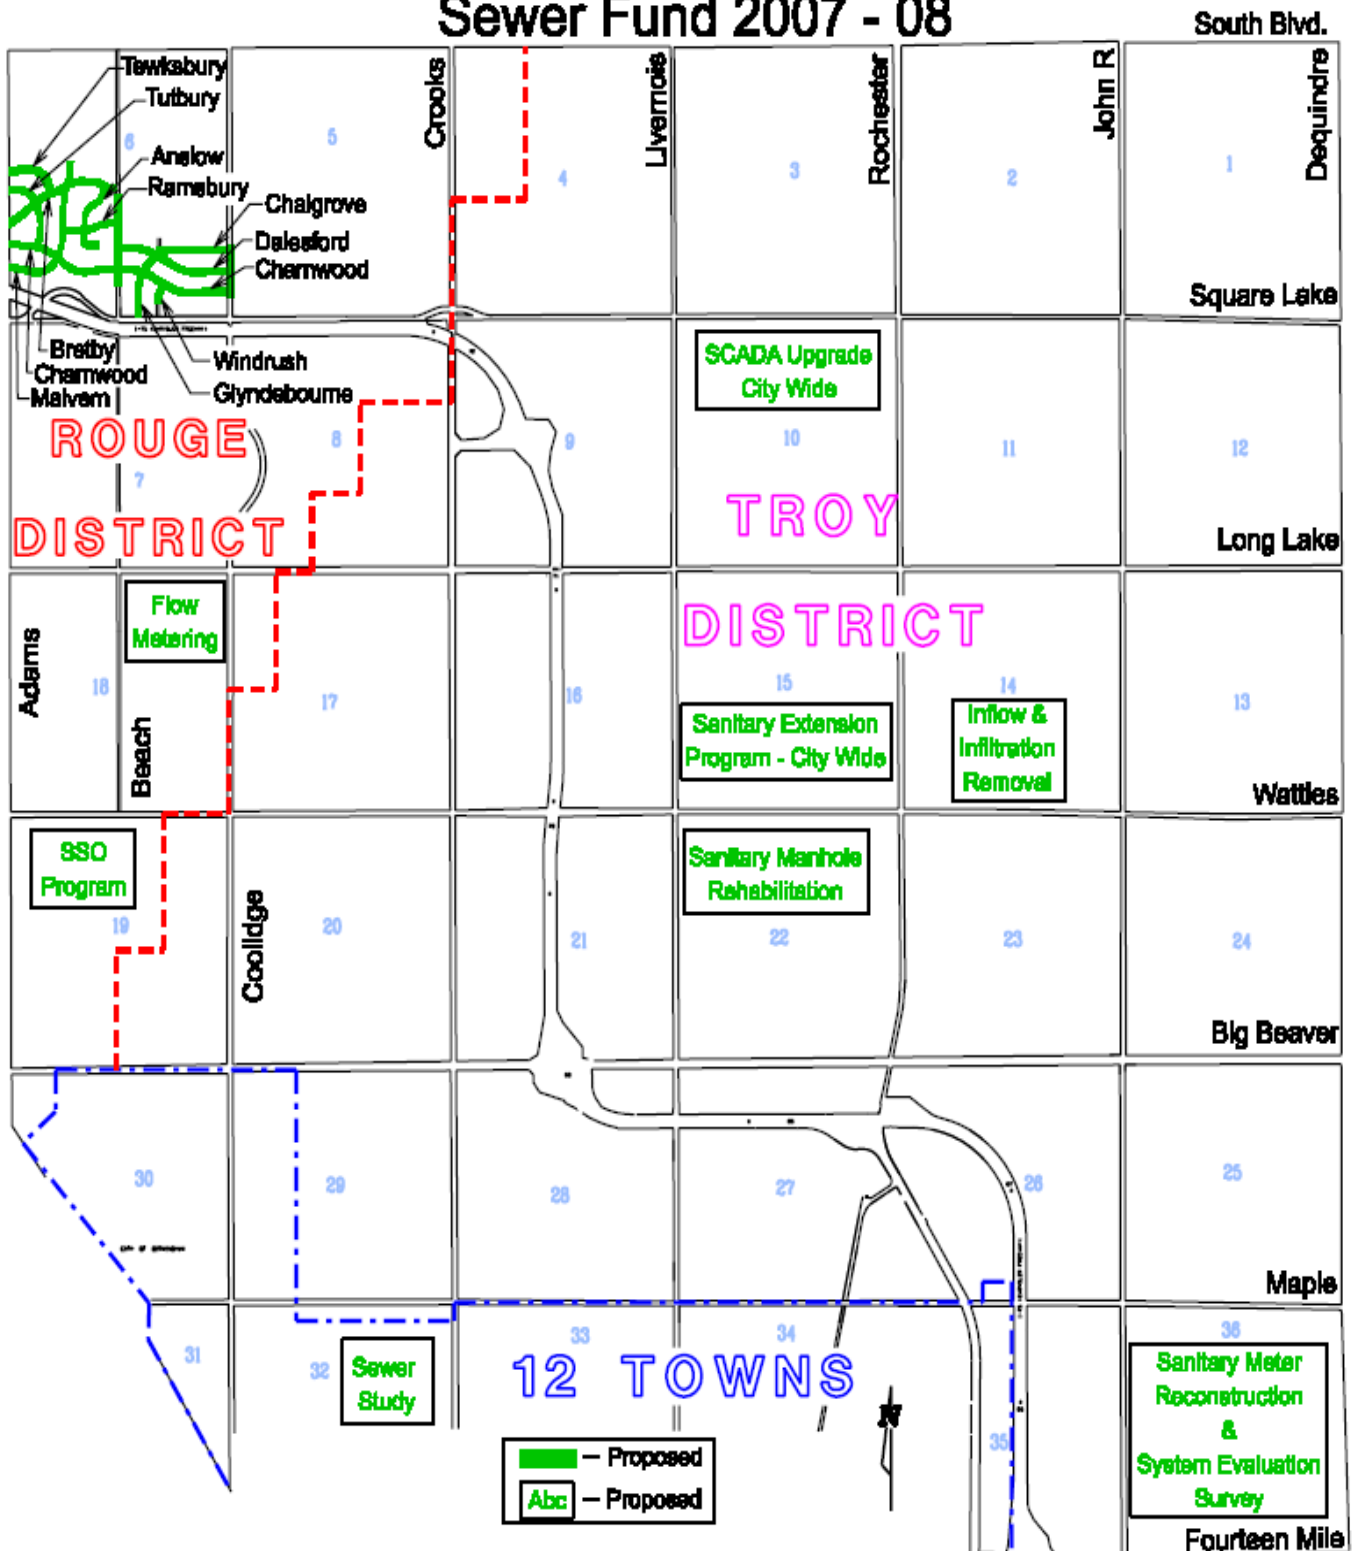 Sewer Fund 2007 - 08
South Blvd.
Tewksbury
Tutbury
Anslow
Ramsbury
Chalgrove
Dalesford
Charnwood
Crooks
Livernois
Rochester
John R
Dequindre
6
5
4
3
2
1
Square Lake
Bretby
Charnwood
Malvern
Windrush
Glyndebourne
SCADA Upgrade
City Wide
ROUGE
DISTRICT
7
8
9
10
11
12
TROY
DISTRICT
Long Lake
Flow
Metering
Adams
Beach
18
17
16
15
14
13
Sanitary Extension
Program - City Wide
Inflow &
Infiltration
Removal
Wattles
SSO
Program
Sanitary Manhole
Rehabilitation
Coolidge
19
20
21
22
23
24
Big Beaver
30
29
28
27
26
25
Maple
31
32
33
34
35
36
Sewer
Study
12 TOWNS
N
Sanitary Meter
Reconstruction
&
System Evaluation
Survey
— Proposed
Abc — Proposed
Fourteen Mile